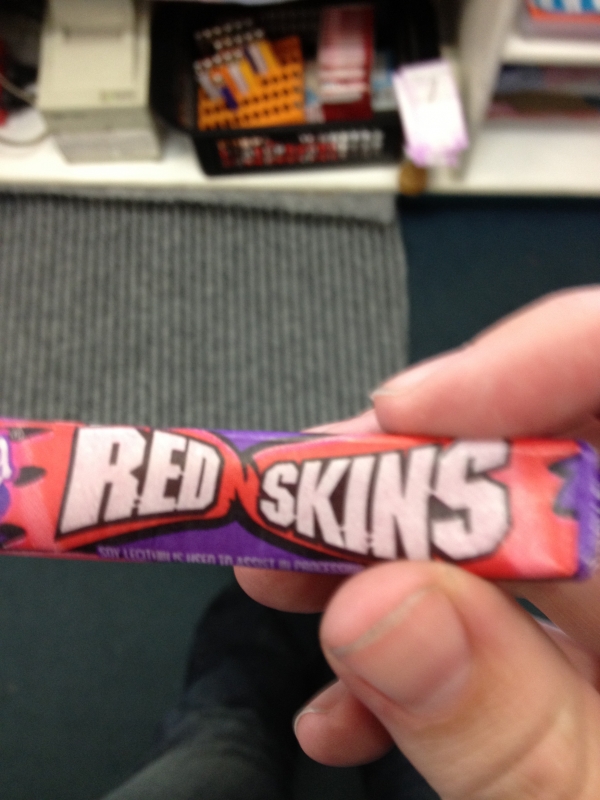 RED SKINS
SOY LECITHIN IS USED TO ASSIST IN PROCESSING